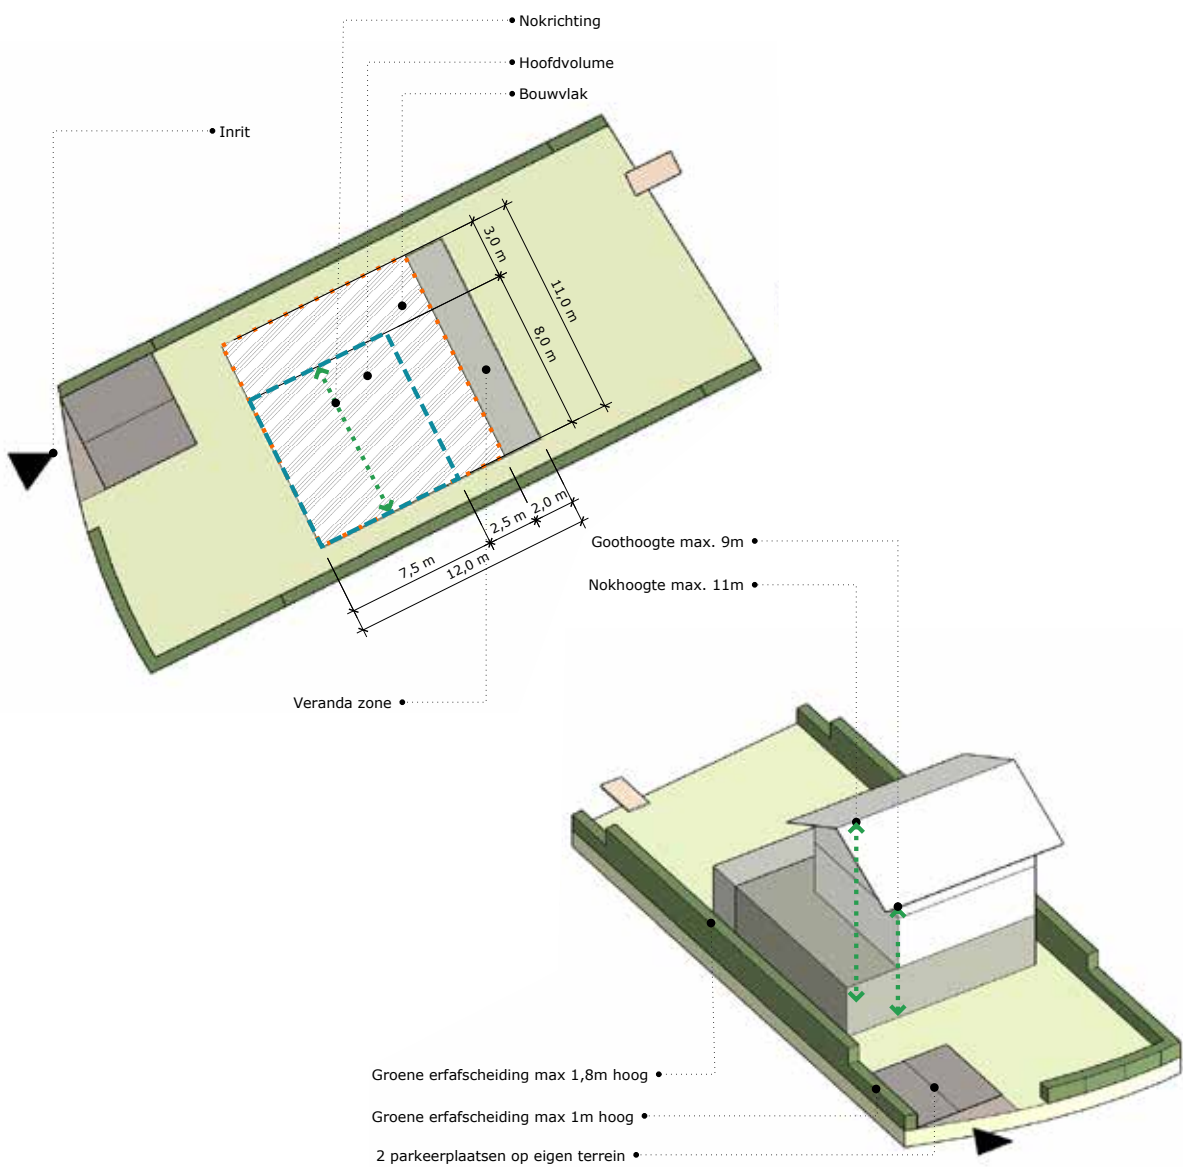 Nokrichting
Hoofdvolume
Bouwvlak
Inrit
3,0 m
11,0 m
8,0 m
2,0 m
2,5 m
7,5 m
12,0 m
Goothoogte max. 9m
Nokhoogte max. 11m
Veranda zone
Groene erfafscheiding max 1,8m hoog
Groene erfafscheiding max 1m hoog
2 parkeerplaatsen op eigen terrein